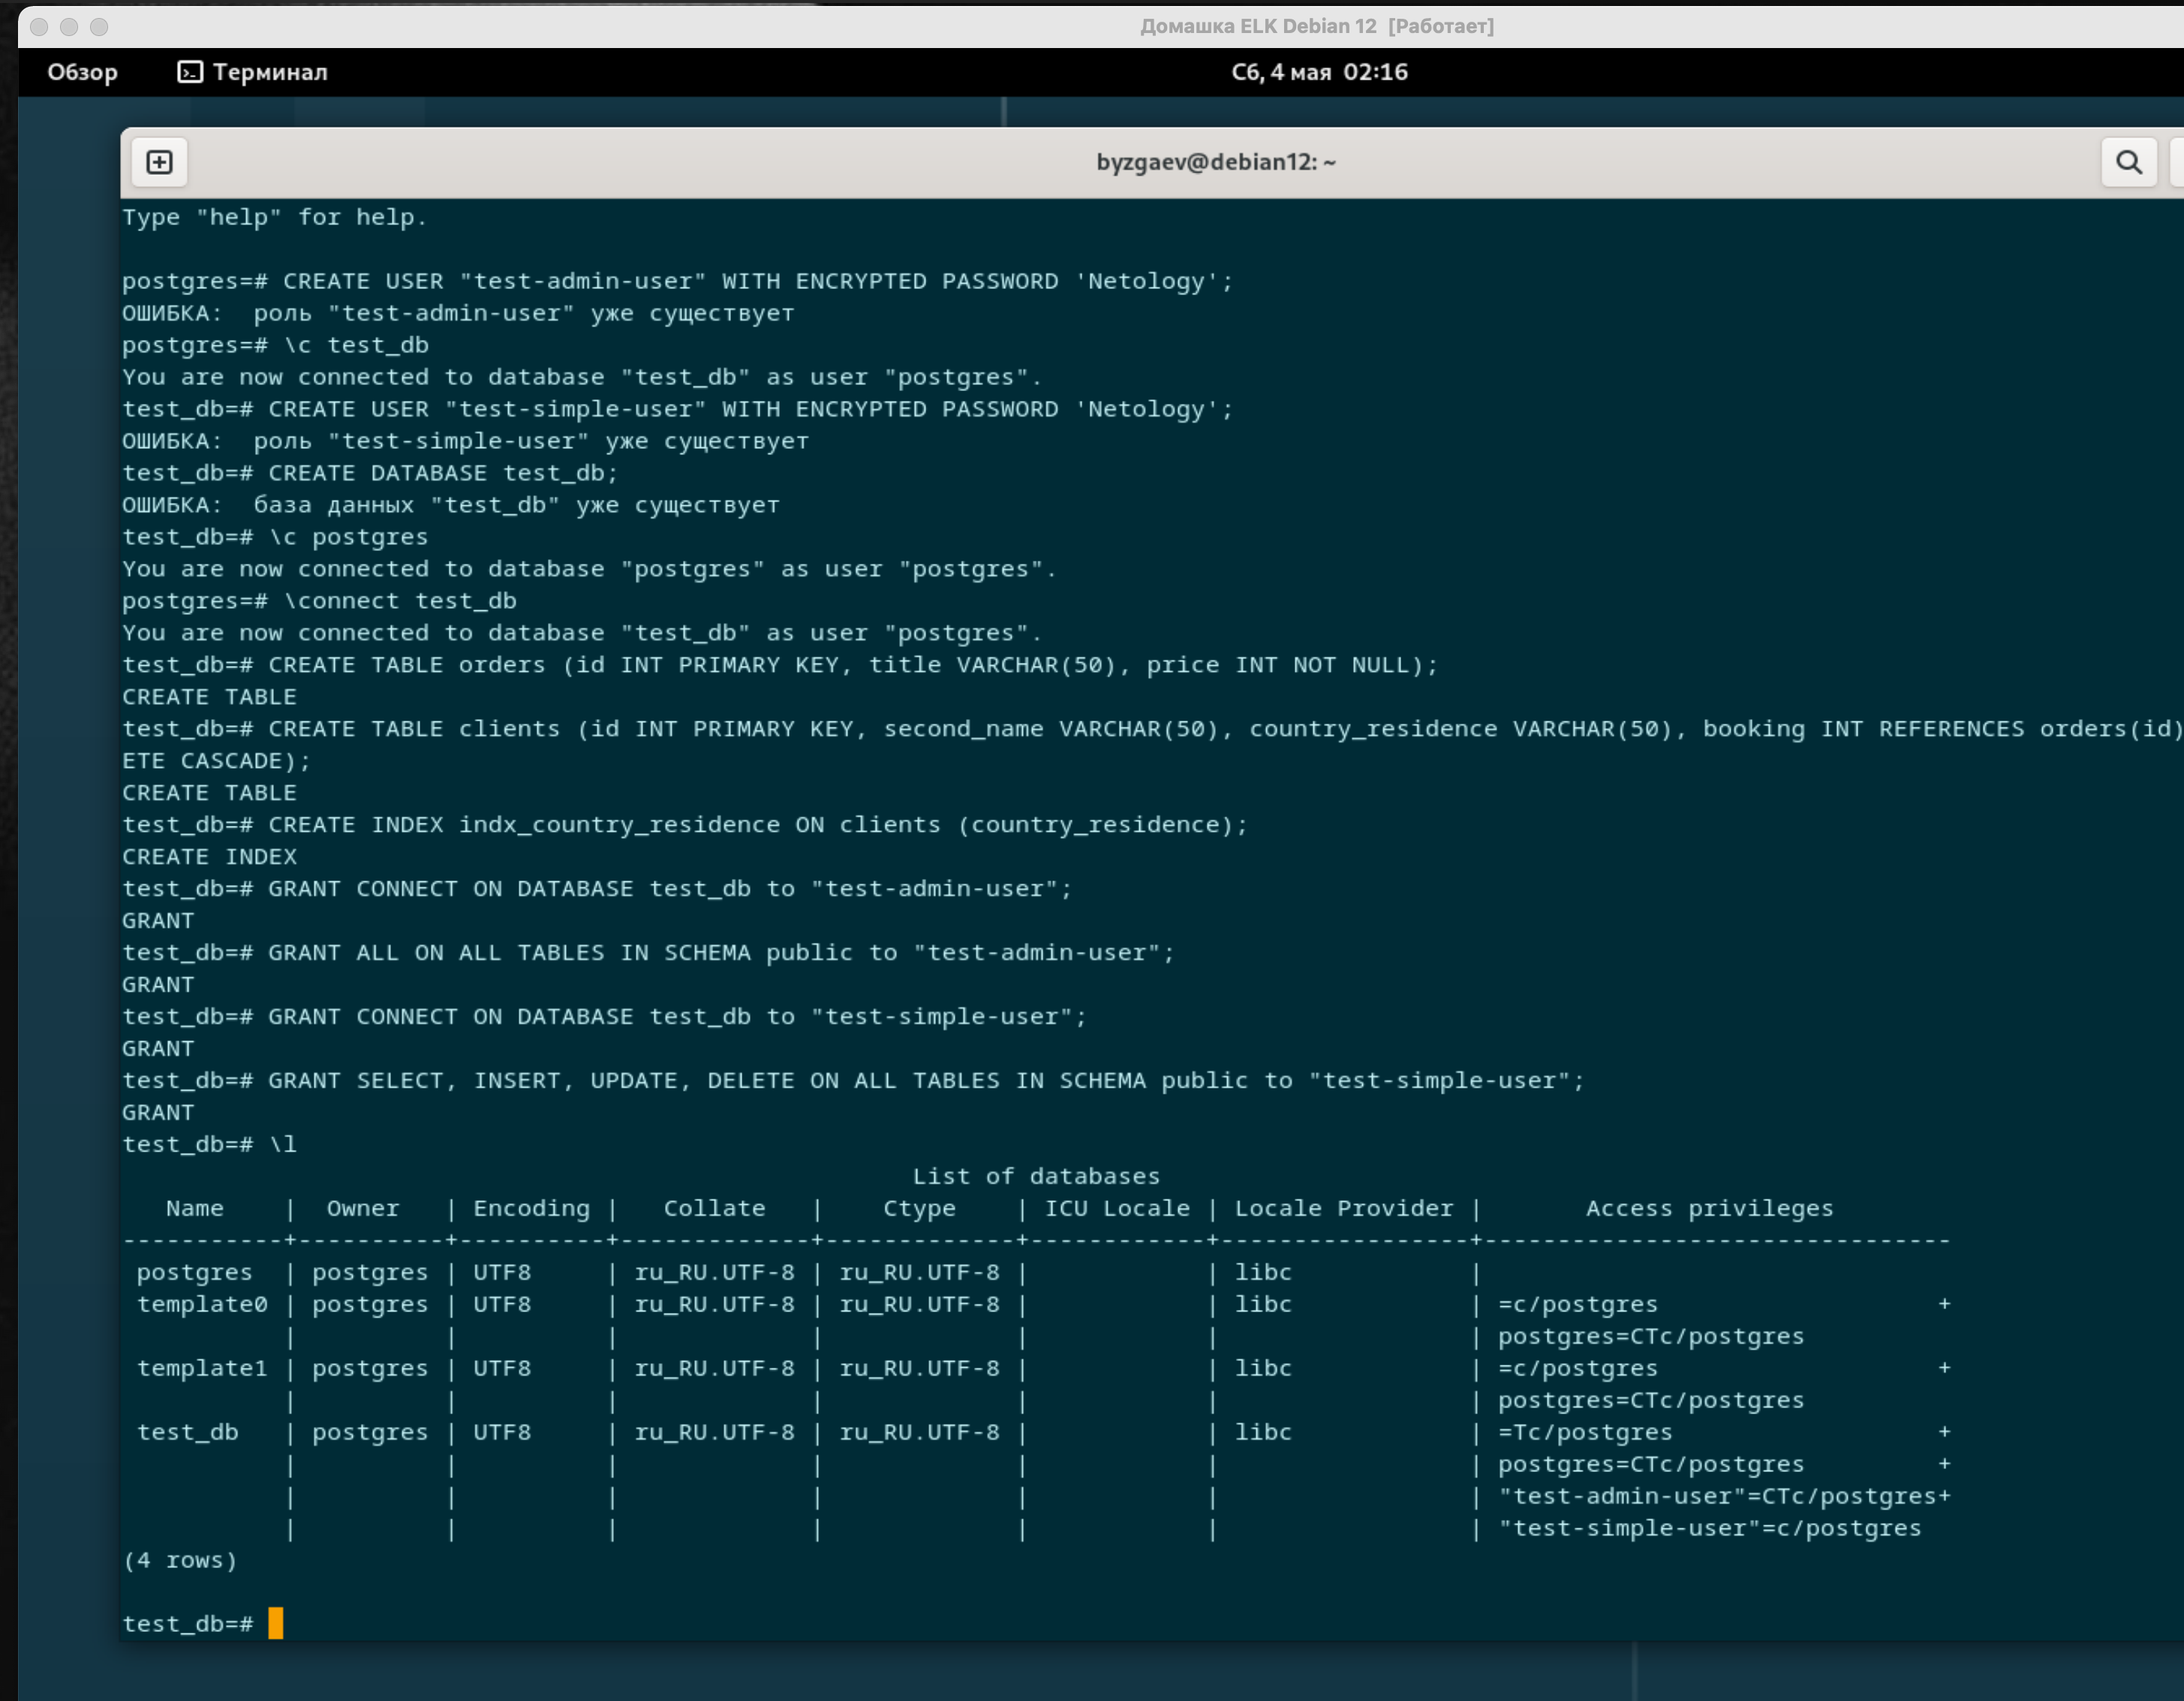 Домашка ELK Debian 12 [Работает]
Обзор Терминал Сб, 4 мая 02:16
byzgaev@debian12: ~
Type "help" for help.
postgres=# CREATE USER "test-admin-user" WITH ENCRYPTED PASSWORD 'Netology';
ОШИБКА:  роль "test-admin-user" уже существует
postgres=# \c test_db
You are now connected to database "test_db" as user "postgres".
test_db=# CREATE USER "test-simple-user" WITH ENCRYPTED PASSWORD 'Netology';
ОШИБКА:  роль "test-simple-user" уже существует
test_db=# CREATE DATABASE test_db;
ОШИБКА:  база данных "test_db" уже существует
test_db=# \c postgres
You are now connected to database "postgres" as user "postgres".
postgres=# \connect test_db
You are now connected to database "test_db" as user "postgres".
test_db=# CREATE TABLE orders (id INT PRIMARY KEY, title VARCHAR(50), price INT NOT NULL);
CREATE TABLE
test_db=# CREATE TABLE clients (id INT PRIMARY KEY, second_name VARCHAR(50), country_residence VARCHAR(50), booking INT REFERENCES orders(id)
ETE CASCADE);
CREATE TABLE
test_db=# CREATE INDEX indx_country_residence ON clients (country_residence);
CREATE INDEX
test_db=# GRANT CONNECT ON DATABASE test_db to "test-admin-user";
GRANT
test_db=# GRANT ALL ON ALL TABLES IN SCHEMA public to "test-admin-user";
GRANT
test_db=# GRANT CONNECT ON DATABASE test_db to "test-simple-user";
GRANT
test_db=# GRANT SELECT, INSERT, UPDATE, DELETE ON ALL TABLES IN SCHEMA public to "test-simple-user";
GRANT
test_db=# \l
                                                      List of databases
   Name    |  Owner   | Encoding |   Collate   |    Ctype    | ICU Locale | Locale Provider |       Access privileges
-----------+----------+----------+-------------+-------------+------------+-----------------+--------------------------------
 postgres  | postgres | UTF8     | ru_RU.UTF-8 | ru_RU.UTF-8 |            | libc            |
 template0 | postgres | UTF8     | ru_RU.UTF-8 | ru_RU.UTF-8 |            | libc            | =c/postgres                   +
           |          |          |             |             |            |                 | postgres=CTc/postgres
 template1 | postgres | UTF8     | ru_RU.UTF-8 | ru_RU.UTF-8 |            | libc            | =c/postgres                   +
           |          |          |             |             |            |                 | postgres=CTc/postgres
 test_db   | postgres | UTF8     | ru_RU.UTF-8 | ru_RU.UTF-8 |            | libc            | =Tc/postgres                  +
           |          |          |             |             |            |                 | postgres=CTc/postgres         +
           |          |          |             |             |            |                 | "test-admin-user"=CTc/postgres+
           |          |          |             |             |            |                 | "test-simple-user"=c/postgres
(4 rows)
test_db=#